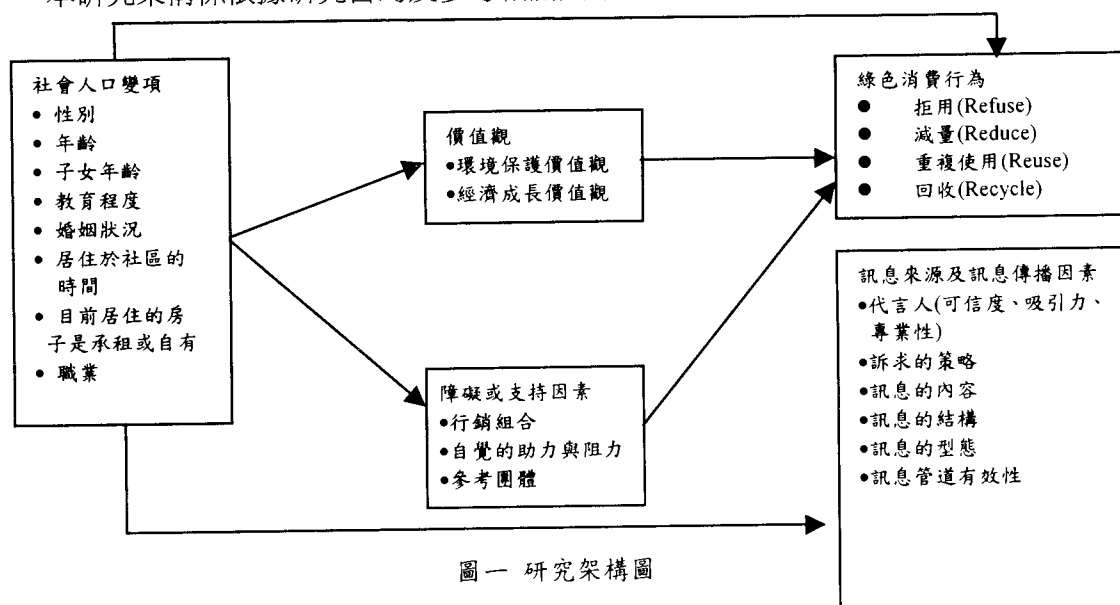 社會人口變項
• 性別
• 年齡
• 子女年齡
• 教育程度
• 婚姻狀況
• 居住於社區的
時間
• 目前居住的房
子是承租或自有
• 職業
價值觀
•環境保護價值觀
•經濟成長價值觀
障礙或支持因素
•行銷組合
•自覺的助力與阻力
•參考團體
綠色消費行為
● 拒用(Refuse)
● 減量(Reduce)
● 重複使用(Reuse)
● 回收(Recycle)
訊息來源及訊息傳播因素
•代言人(可信度、吸引力、
專業性)
•訴求的策略
•訊息的內容
•訊息的結構
•訊息的型態
•訊息管道有效性
圖一 研究架構圖